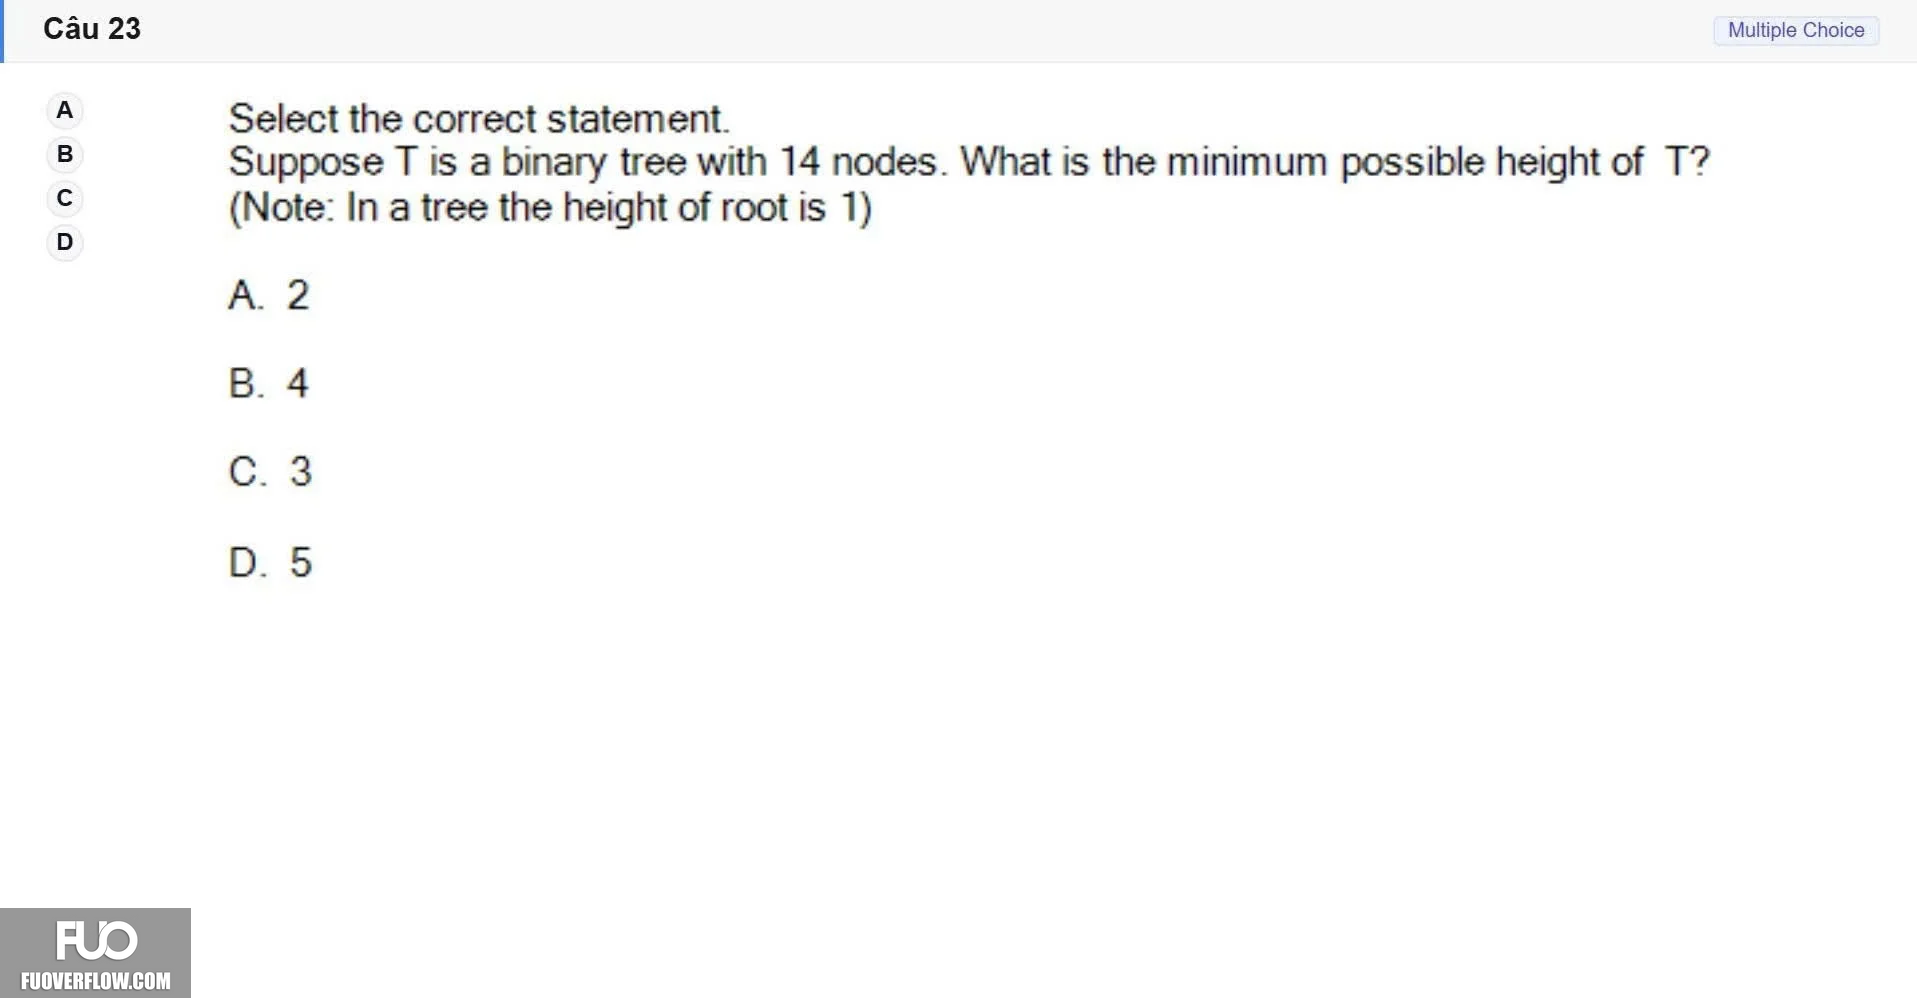 Câu 23
Multiple Choice
A
B
C
D
Select the correct statement.
Suppose T is a binary tree with 14 nodes. What is the minimum possible height of T?
(Note: In a tree the height of root is 1)
A. 2
B. 4
C. 3
D. 5
FUO
FUOVERFLOW.COM